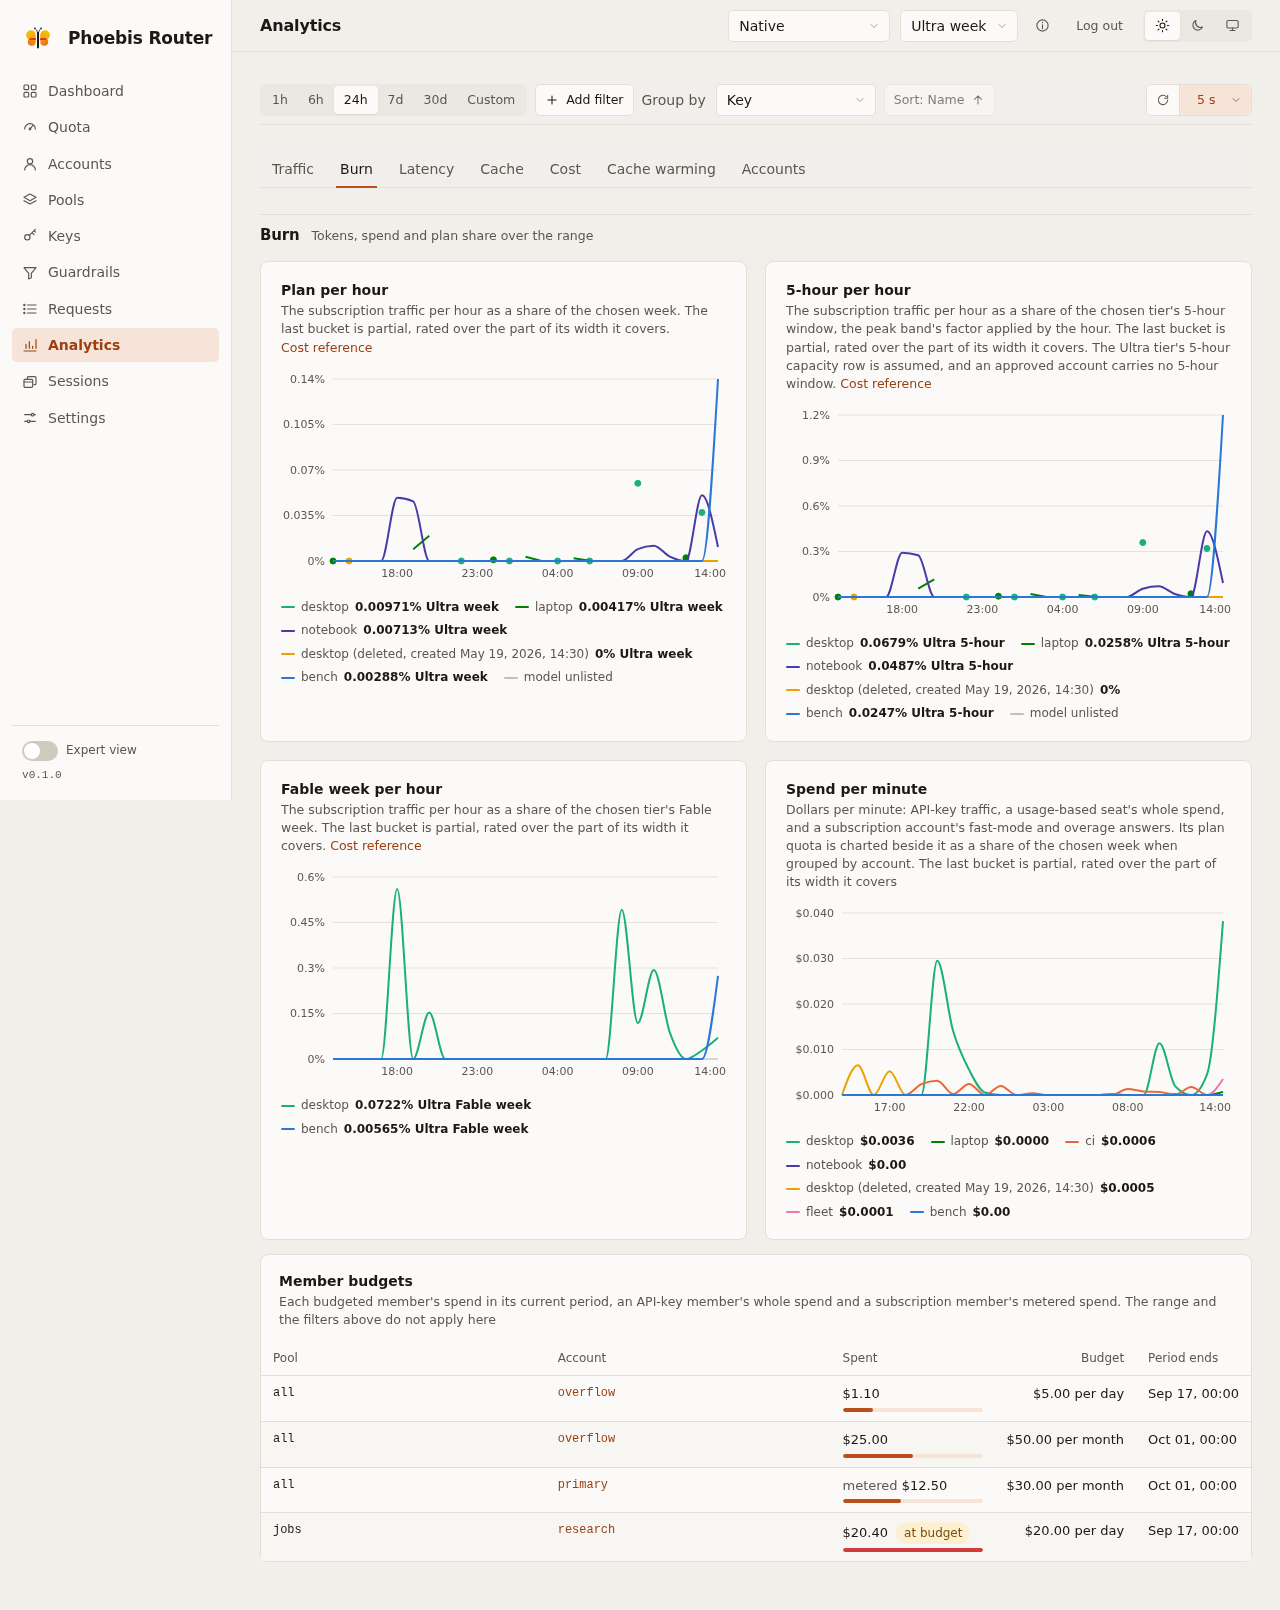 Phoebis Router
Dashboard
Quota
Accounts
Pools
Keys
Guardrails
Requests
Analytics
Sessions
Settings
Expert view
v0.1.0
Analytics
Native
Ultra week
Log out
1h 6h 24h 7d 30d Custom
Add filter
Group by
Key
Sort: Name
5 s
Traffic Burn Latency Cache Cost Cache warming Accounts
Burn Tokens, spend and plan share over the range
Plan per hour
The subscription traffic per hour as a share of the chosen week. The
last bucket is partial, rated over the part of its width it covers.
Cost reference
0.14%
0.105%
0.07%
0.035%
0%
18:00 23:00 04:00 09:00 14:00
desktop 0.00971% Ultra week laptop 0.00417% Ultra week
notebook 0.00713% Ultra week
desktop (deleted, created May 19, 2026, 14:30) 0% Ultra week
bench 0.00288% Ultra week model unlisted
5-hour per hour
The subscription traffic per hour as a share of the chosen tier's 5-hour
window, the peak band's factor applied by the hour. The last bucket is
partial, rated over the part of its width it covers. The Ultra tier's 5-hour
capacity row is assumed, and an approved account carries no 5-hour
window. Cost reference
1.2%
0.9%
0.6%
0.3%
0%
18:00 23:00 04:00 09:00 14:00
desktop 0.0679% Ultra 5-hour laptop 0.0258% Ultra 5-hour
notebook 0.0487% Ultra 5-hour
desktop (deleted, created May 19, 2026, 14:30) 0%
bench 0.0247% Ultra 5-hour model unlisted
Fable week per hour
The subscription traffic per hour as a share of the chosen tier's Fable
week. The last bucket is partial, rated over the part of its width it
covers. Cost reference
0.6%
0.45%
0.3%
0.15%
0%
18:00 23:00 04:00 09:00 14:00
desktop 0.0722% Ultra Fable week
bench 0.00565% Ultra Fable week
Spend per minute
Dollars per minute: API-key traffic, a usage-based seat's whole spend,
and a subscription account's fast-mode and overage answers. Its plan
quota is charted beside it as a share of the chosen week when
grouped by account. The last bucket is partial, rated over the part of
its width it covers
$0.040
$0.030
$0.020
$0.010
$0.000
17:00 22:00 03:00 08:00 14:00
desktop $0.0036 laptop $0.0000 ci $0.0006
notebook $0.00
desktop (deleted, created May 19, 2026, 14:30) $0.0005
fleet $0.0001 bench $0.00
Member budgets
Each budgeted member's spend in its current period, an API-key member's whole spend and a subscription member's metered spend. The range and
the filters above do not apply here
Pool Account Spent Budget Period ends
all overflow $1.10 $5.00 per day Sep 17, 00:00
all overflow $25.00 $50.00 per month Oct 01, 00:00
all primary metered $12.50 $30.00 per month Oct 01, 00:00
jobs research $20.40 at budget $20.00 per day Sep 17, 00:00